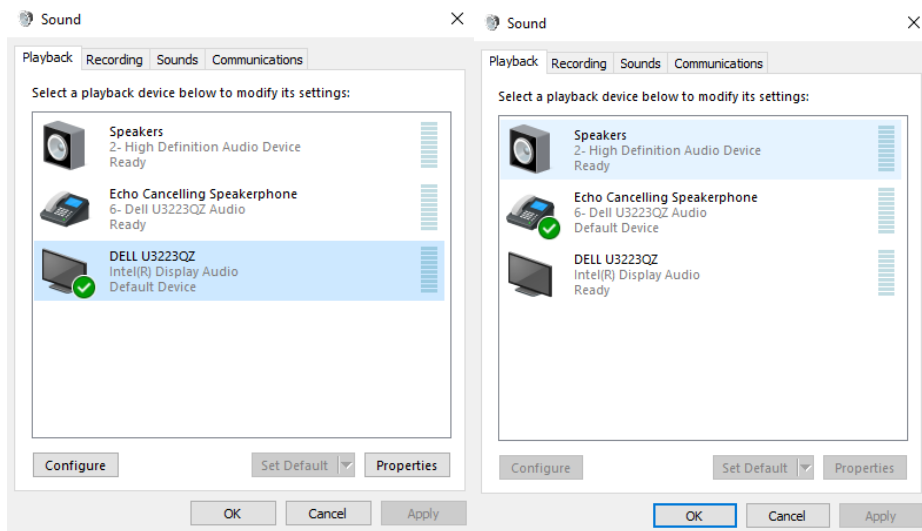 Sound
Playback Recording Sounds Communications
Select a playback device below to modify its settings:
Speakers
2- High Definition Audio Device
Ready
Echo Cancelling Speakerphone
6- Dell U3223QZ Audio
Ready
DELL U3223QZ
Intel(R) Display Audio
Default Device
Configure Set Default Properties
OK Cancel Apply
Sound
Playback Recording Sounds Communications
Select a playback device below to modify its settings:
Speakers
2- High Definition Audio Device
Ready
Echo Cancelling Speakerphone
6- Dell U3223QZ Audio
Default Device
DELL U3223QZ
Intel(R) Display Audio
Ready
Configure Set Default Properties
OK Cancel Apply